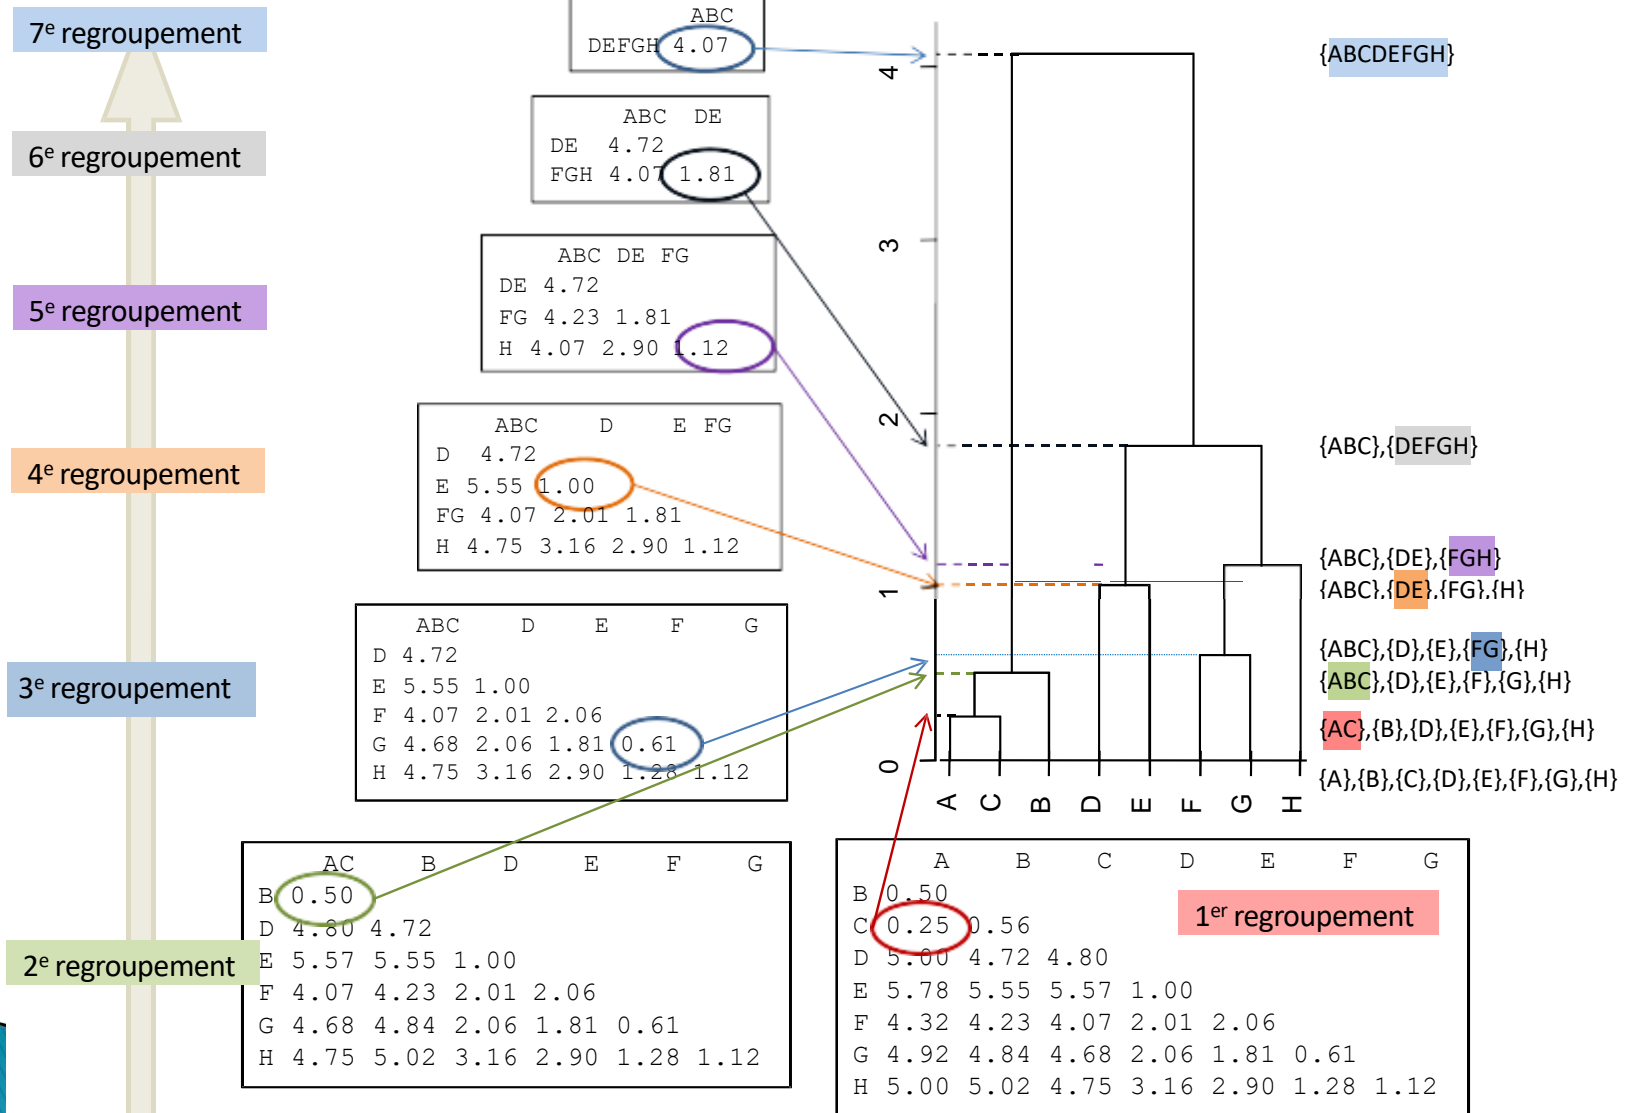 7e regroupement
6e regroupement
5e regroupement
4e regroupement
3e regroupement
2e regroupement
ABC
DEFGH 4.07
ABC DE
DE 4.72
FGH 4.07 1.81
ABC DE FG
DE 4.72
FG 4.23 1.81
H 4.07 2.90 1.12
ABC D E FG
D 4.72
E 5.55 1.00
FG 4.07 2.01 1.81
H 4.75 3.16 2.90 1.12
ABC D E F G
D 4.72
E 5.55 1.00
F 4.07 2.01 2.06
G 4.68 2.06 1.81 0.61
H 4.75 3.16 2.90 1.28 1.12
AC B D E F G
B 0.50
D 4.80 4.72
E 5.57 5.55 1.00
F 4.07 4.23 2.01 2.06
G 4.68 4.84 2.06 1.81 0.61
H 4.75 5.02 3.16 2.90 1.28 1.12
4
3
2
1
0
A C B D E F G H
{ABCDEFGH}
{ABC},{DEFGH}
{ABC},{DE},{FGH}
{ABC},{DE},{FG},{H}
{ABC},{D},{E},{FG},{H}
{ABC},{D},{E},{F},{G},{H}
{AC},{B},{D},{E},{F},{G},{H}
{A},{B},{C},{D},{E},{F},{G},{H}
A B C D E F G
B 0.50
C 0.25 0.56
D 5.00 4.72 4.80
E 5.78 5.55 5.57 1.00
F 4.32 4.23 4.07 2.01 2.06
G 4.92 4.84 4.68 2.06 1.81 0.61
H 5.00 5.02 4.75 3.16 2.90 1.28 1.12
1er regroupement